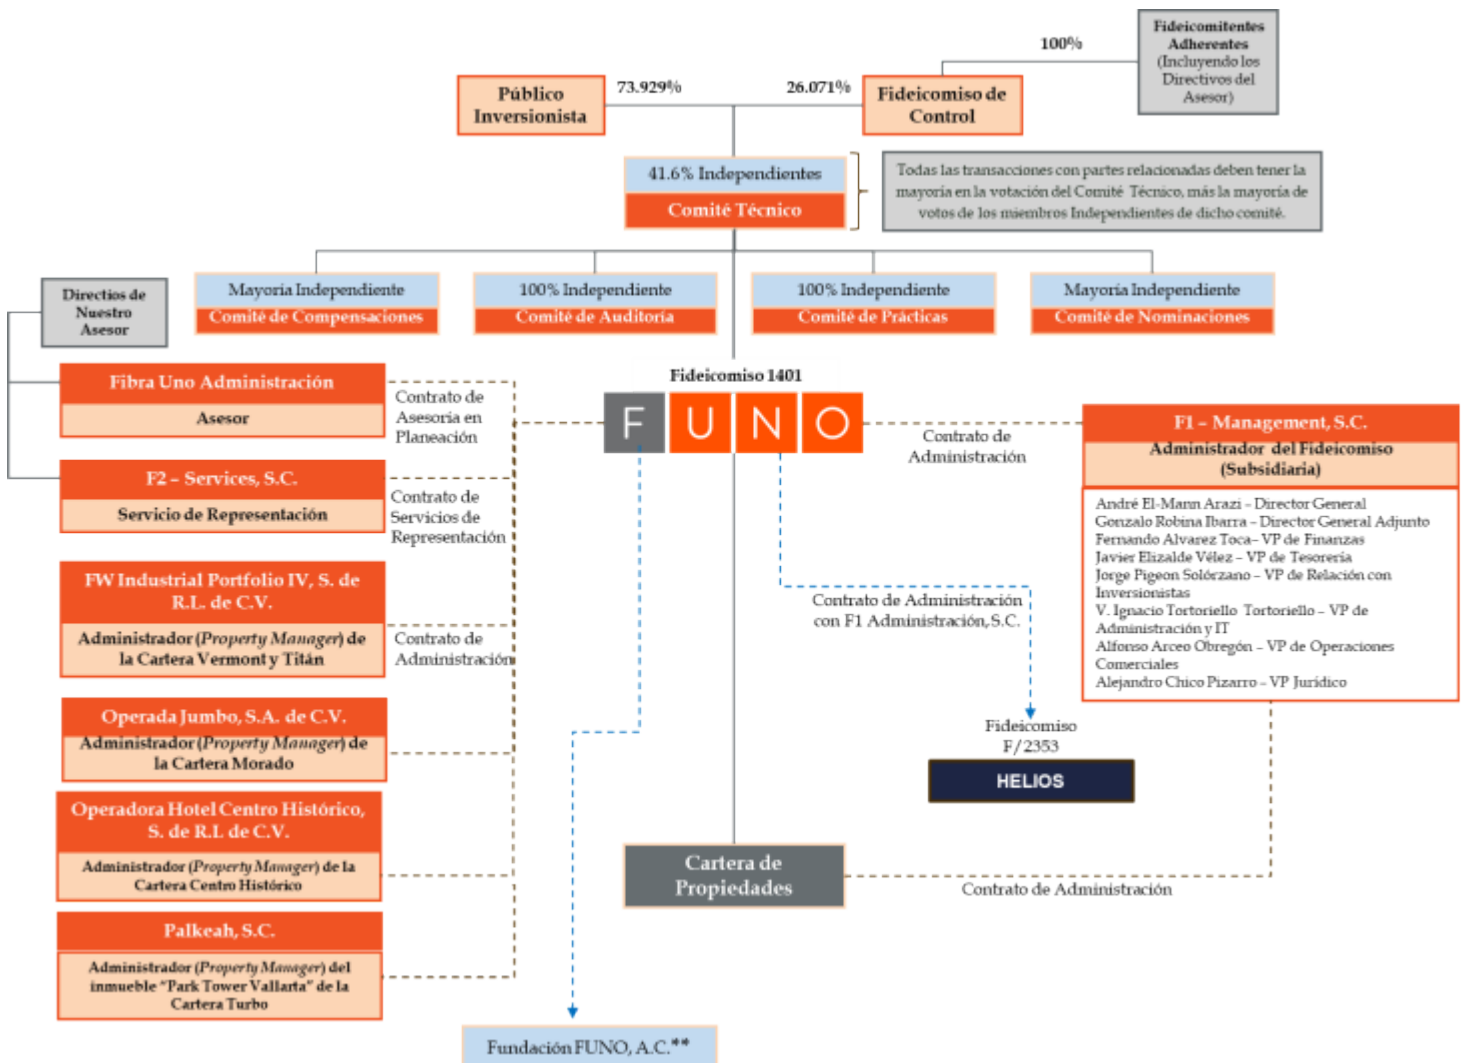 Fideicomitentes
Adherentes
(Incluyendo los
Directivos del
Asesor)
100%
Público
Inversionista
73.929%
26.071%
Fideicomiso de
Control
41.6% Independientes
Comité Técnico
Todas las transacciones con partes relacionadas deben tener la
mayoría en la votación del Comité Técnico, más la mayoría de
votos de los miembros Independientes de dicho comité.
Directios de
Nuestro
Asesor
Mayoría Independiente
Comité de Compensaciones
100% Independiente
Comité de Auditoría
100% Independiente
Comité de Prácticas
Mayoría Independiente
Comité de Nominaciones
Fibra Uno Administración
Asesor
Contrato de
Asesoría en
Planeación
Fideicomiso 1401
FUNO
Contrato de
Administración
F1 – Management, S.C.
Administrador del Fideicomiso
(Subsidiaria)
André El-Mann Arazi – Director General
Gonzalo Robina Ibarra – Director General Adjunto
Fernando Alvarez Toca– VP de Finanzas
Javier Elizalde Vélez – VP de Tesorería
Jorge Pigeon Solórzano – VP de Relación con
Inversionistas
V. Ignacio Tortoriello Tortoriello – VP de
Administración y IT
Alfonso Arceo Obregón – VP de Operaciones
Comerciales
Alejandro Chico Pizarro – VP Jurídico
F2 – Services, S.C.
Servicio de Representación
Contrato de
Servicios de
Representación
FW Industrial Portfolio IV, S. de
R.L. de C.V.
Administrador (Property Manager) de
la Cartera Vermont y Titán
Contrato de
Administración
Contrato de Administración
con F1 Administración, S.C.
Operada Jumbo, S.A. de C.V.
Administrador (Property Manager) de
la Cartera Morado
Fideicomiso
F/2353
HELIOS
Operadora Hotel Centro Histórico,
S. de R.L de C.V.
Administrador (Property Manager) de la
Cartera Centro Histórico
Cartera de
Propiedades
Contrato de Administración
Palkeah, S.C.
Administrador (Property Manager) del
inmueble “Park Tower Vallarta” de la
Cartera Turbo
Fundación FUNO, A.C.**